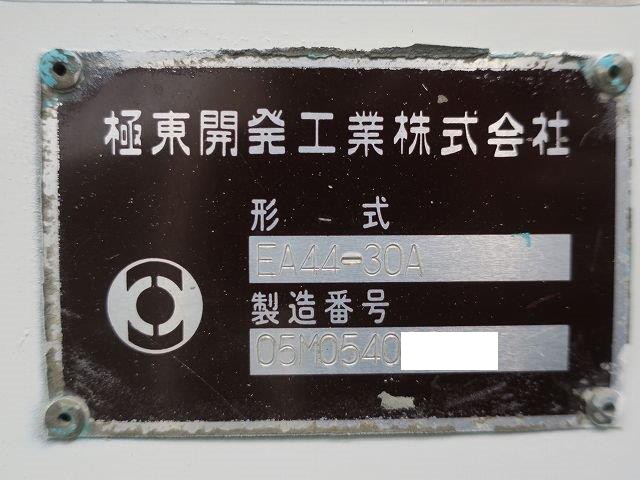 極東開発工業株式会社
形 式
EA44-30A
製造番号
05M0540